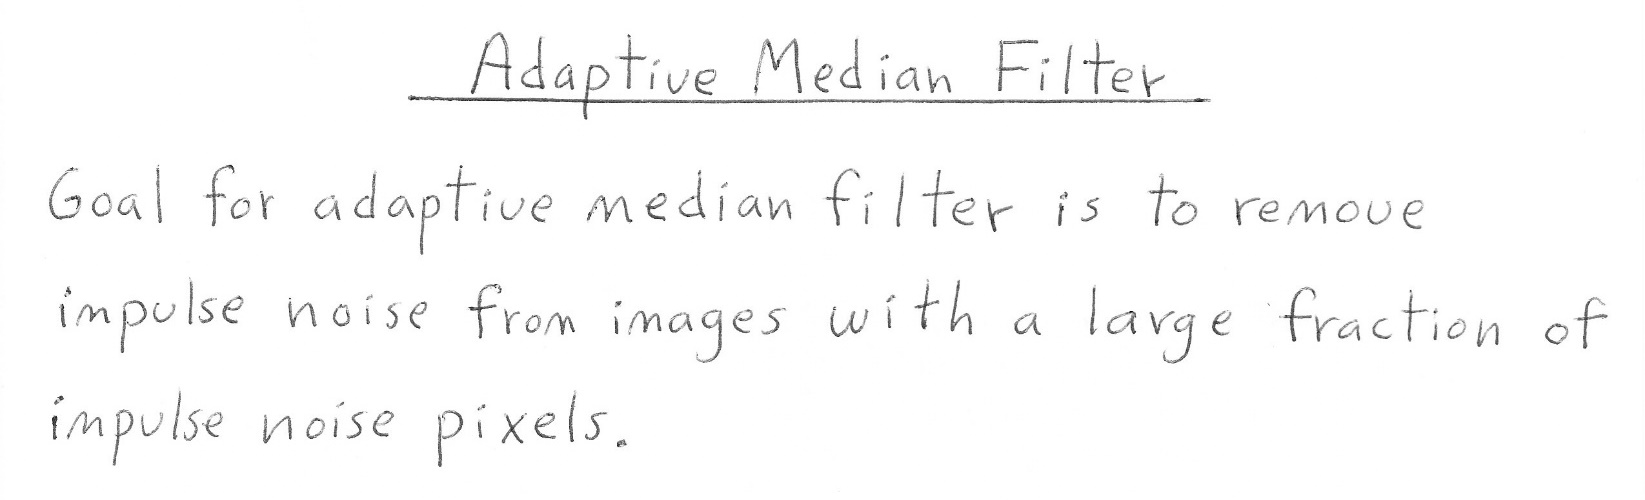 Adaptive Median Filter
Goal for adaptive median filter is to remove
impulse noise from images with a large fraction of
impulse noise pixels.